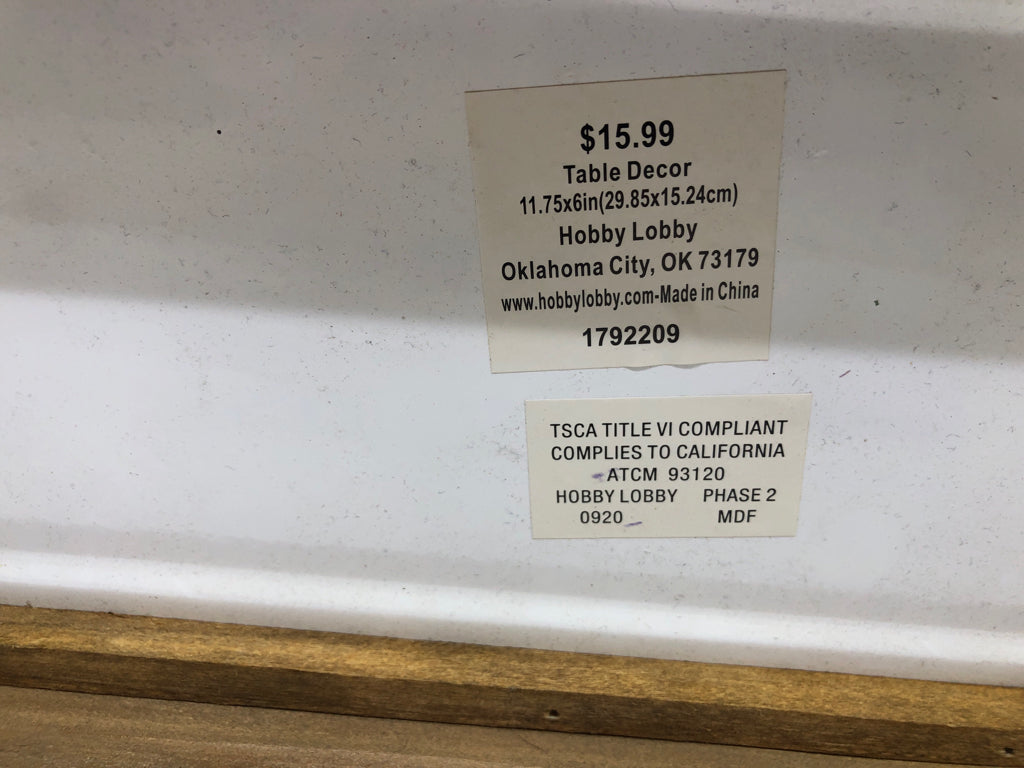 $15.99
Table Decor
11.75x6in(29.85x15.24cm)
Hobby Lobby
Oklahoma City, OK 73179
www.hobbylobby.com-Made in China
1792209
TSCA TITLE VI COMPLIANT
COMPLIES TO CALIFORNIA
ATCM 93120
HOBBY LOBBY PHASE 2
0920 MDF